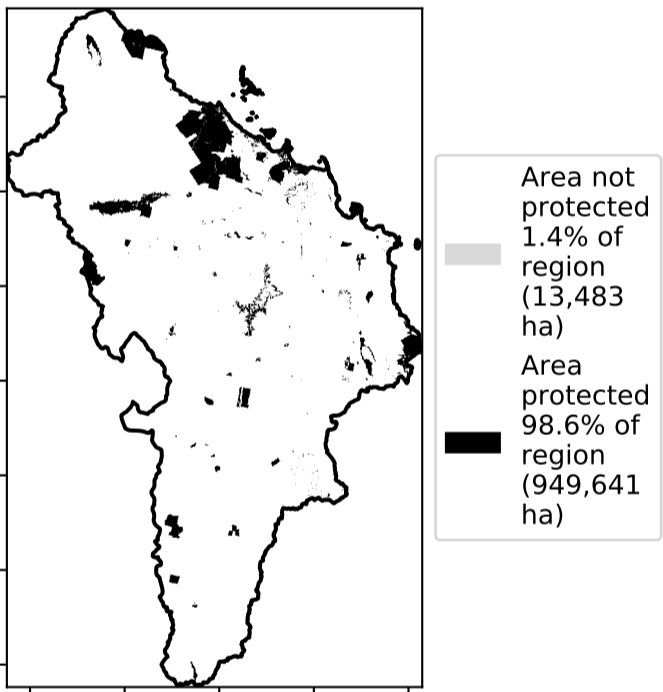 Area not
protected
1.4% of
region
(13,483
ha)
Area
protected
98.6% of
region
(949,641
ha)